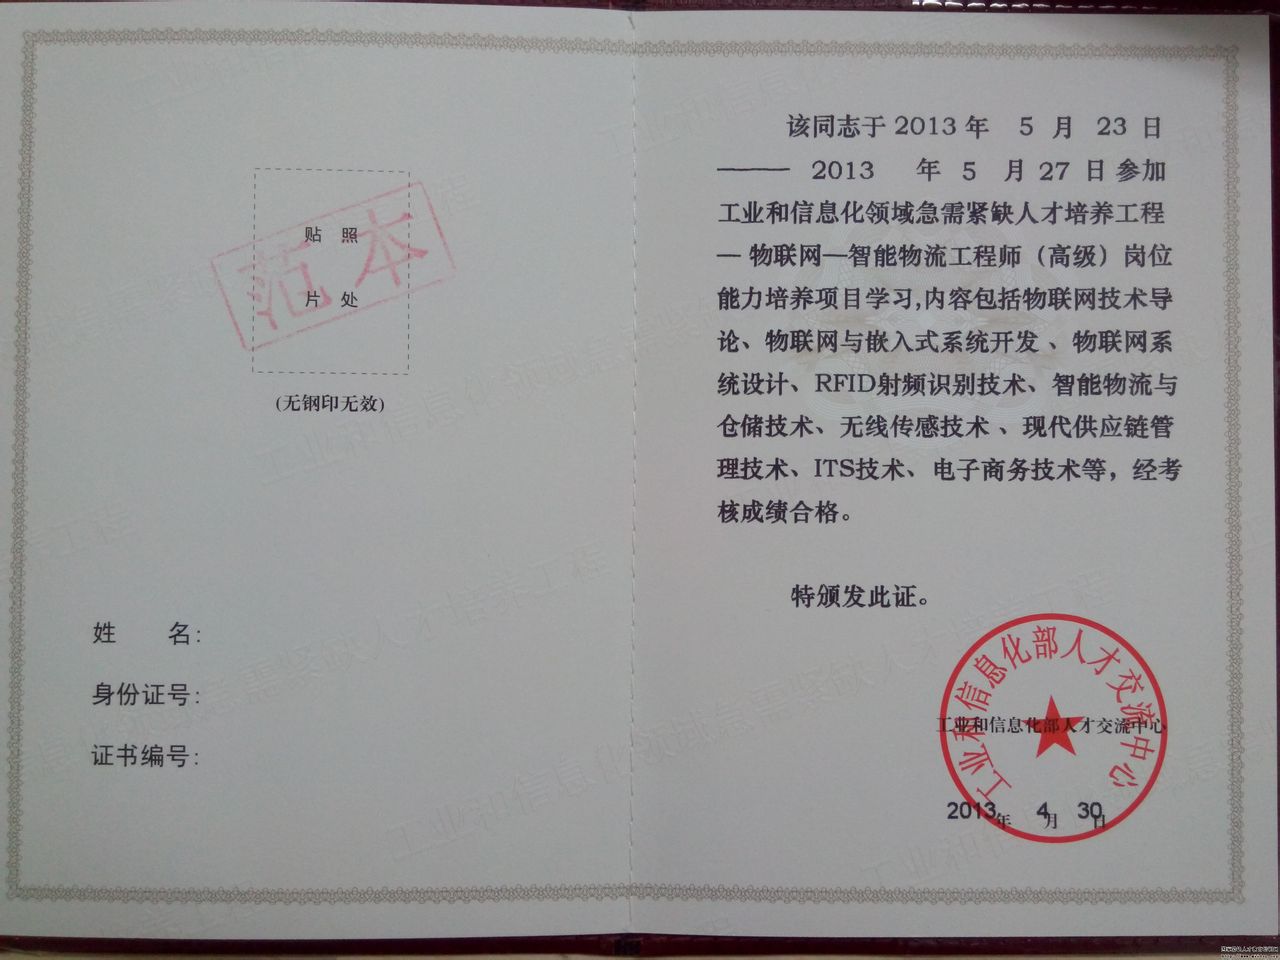 范本
贴 照
片 处
(无钢印无效)
姓 名:
身份证号:
证书编号:
该同志于 2013 年 5 月 23 日
—— 2013 年 5 月 27 日 参加
工业和信息化领域急需紧缺人才培养工程
— 物联网—智能物流工程师（高级）岗位
能力培养项目学习,内容包括物联网技术导
论、物联网与嵌入式系统开发 、物联网系
统设计、RFID射频识别技术、智能物流与
仓储技术、无线传感技术 、现代供应链管
理技术、ITS技术、电子商务技术等，经考
核成绩合格。
特颁发此证。
工业和信息化部人才交流中心
工业和信息化部人才交流中心
2013年 4月 30日